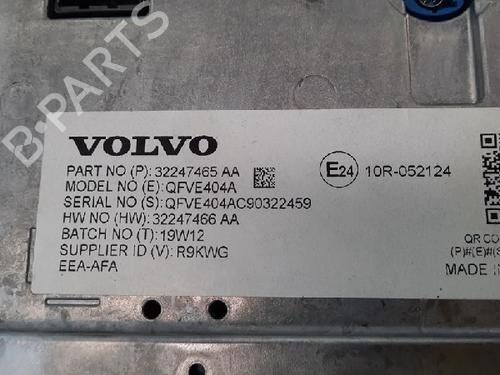 B-PARTS
VOLVO
PART NO (P): 32247465 AA
MODEL NO (E): QFVE404A
SERIAL NO (S): QFVE404AC90322459
HW NO (HW): 32247466 AA
BATCH NO (T): 19W12
SUPPLIER ID (V): R9KWG
EEA-AFA
E24 10R-052124
QR CO
(P)#(E)#(S
MADE IN